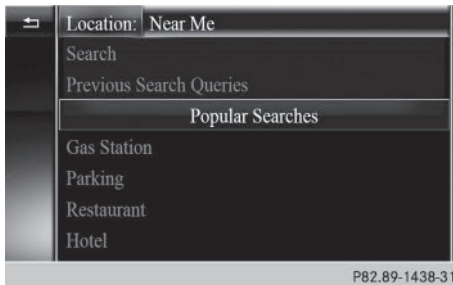 Location: Near Me
Search
Previous Search Queries
Popular Searches
Gas Station
Parking
Restaurant
Hotel
P82.89-1438-31